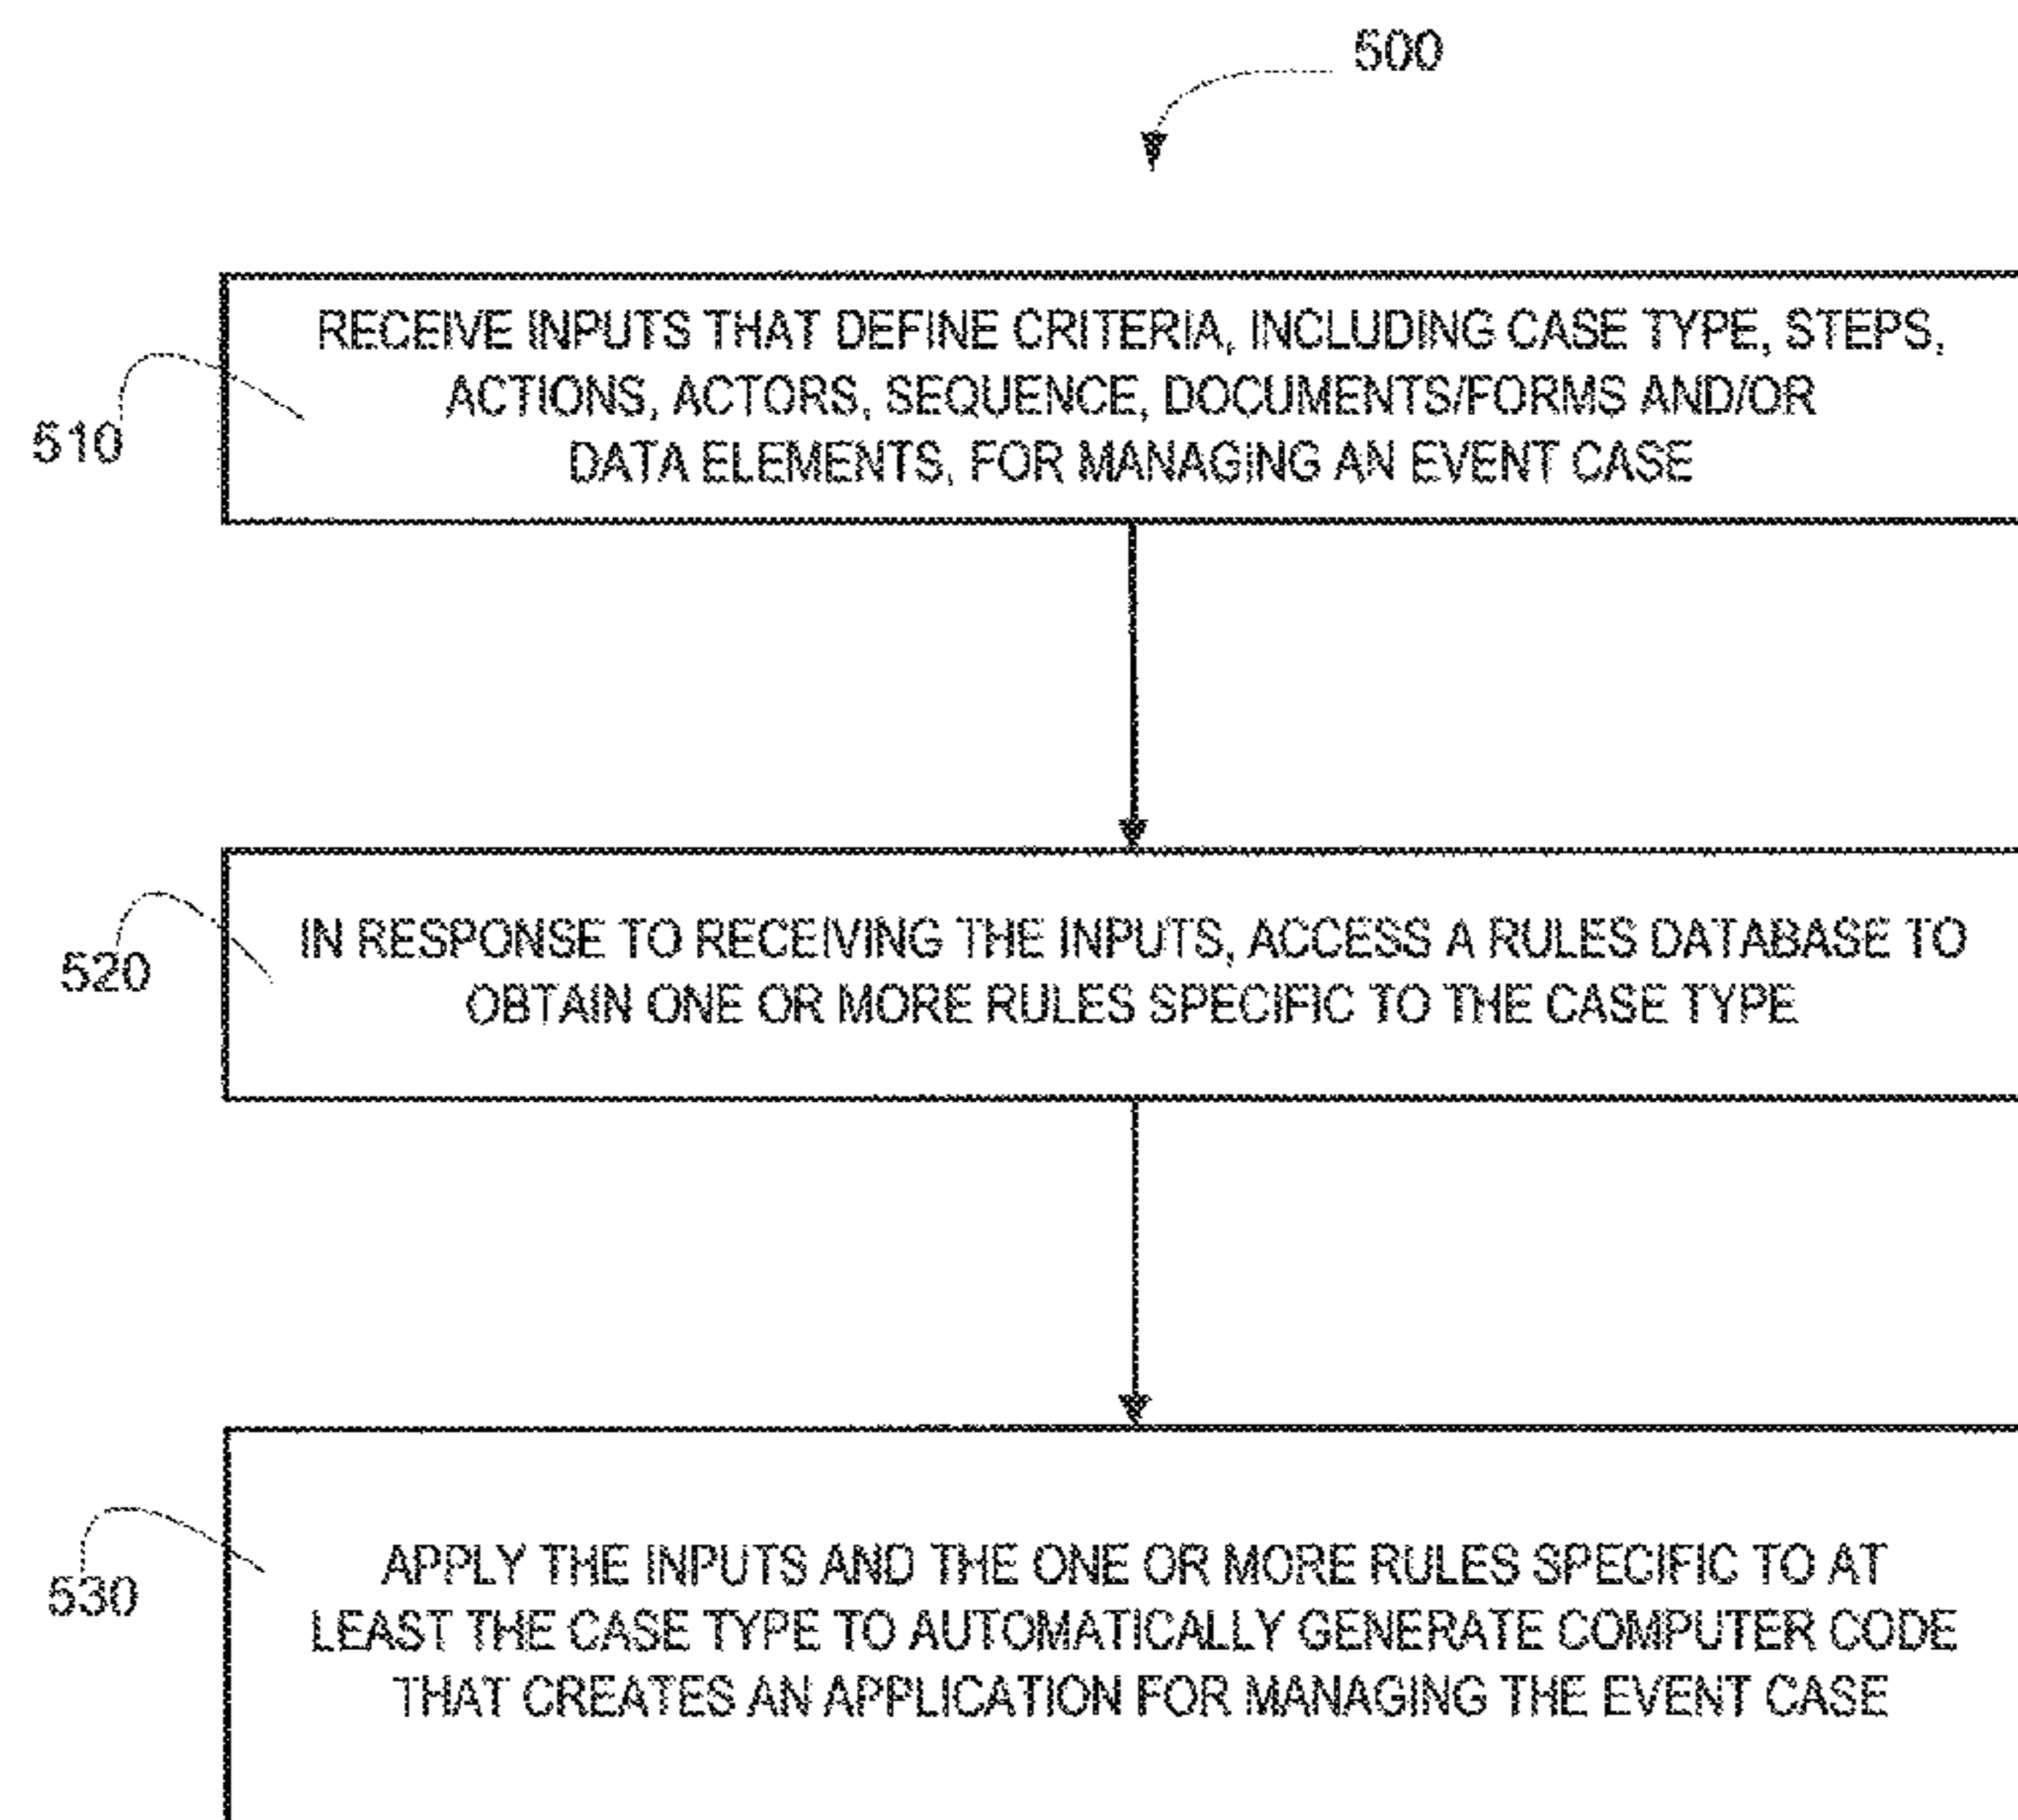 500
RECEIVE INPUTS THAT DEFINE CRITERIA, INCLUDING CASE TYPE, STEPS,
ACTIONS, ACTORS, SEQUENCE, DOCUMENTS/FORMS AND/OR
DATA ELEMENTS, FOR MANAGING AN EVENT CASE
510
IN RESPONSE TO RECEIVING THE INPUTS, ACCESS A RULES DATABASE TO
OBTAIN ONE OR MORE RULES SPECIFIC TO THE CASE TYPE
520
APPLY THE INPUTS AND THE ONE OR MORE RULES SPECIFIC TO AT
LEAST THE CASE TYPE TO AUTOMATICALLY GENERATE COMPUTER CODE
THAT CREATES AN APPLICATION FOR MANAGING THE EVENT CASE
530